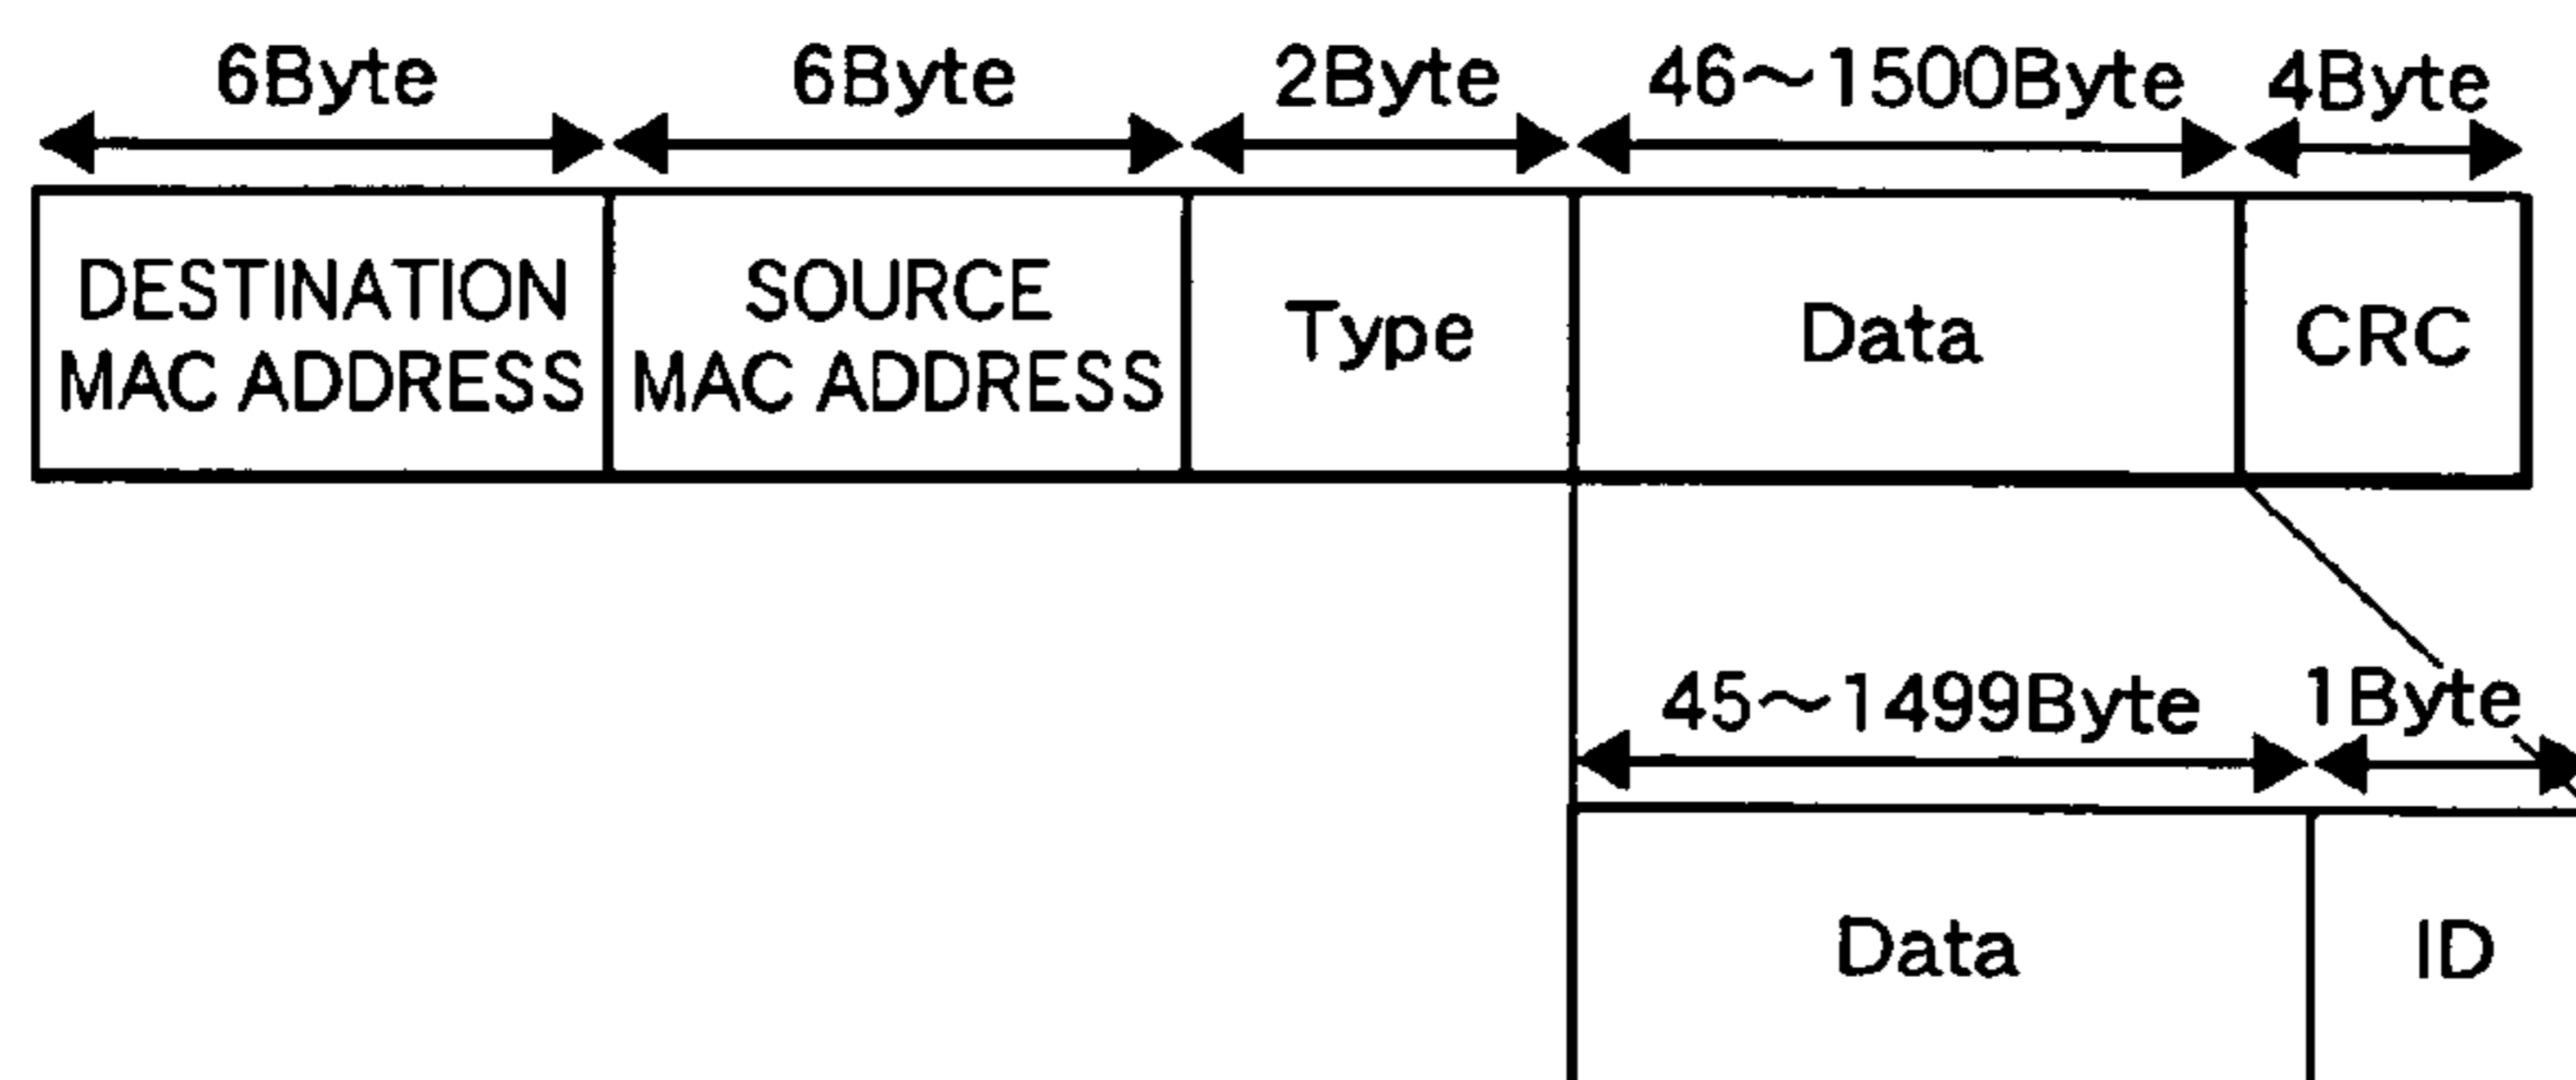 6Byte 6Byte 2Byte 46～1500Byte 4Byte
DESTINATION
MAC ADDRESS
SOURCE
MAC ADDRESS
Type
Data
CRC
45～1499Byte 1Byte
Data
ID